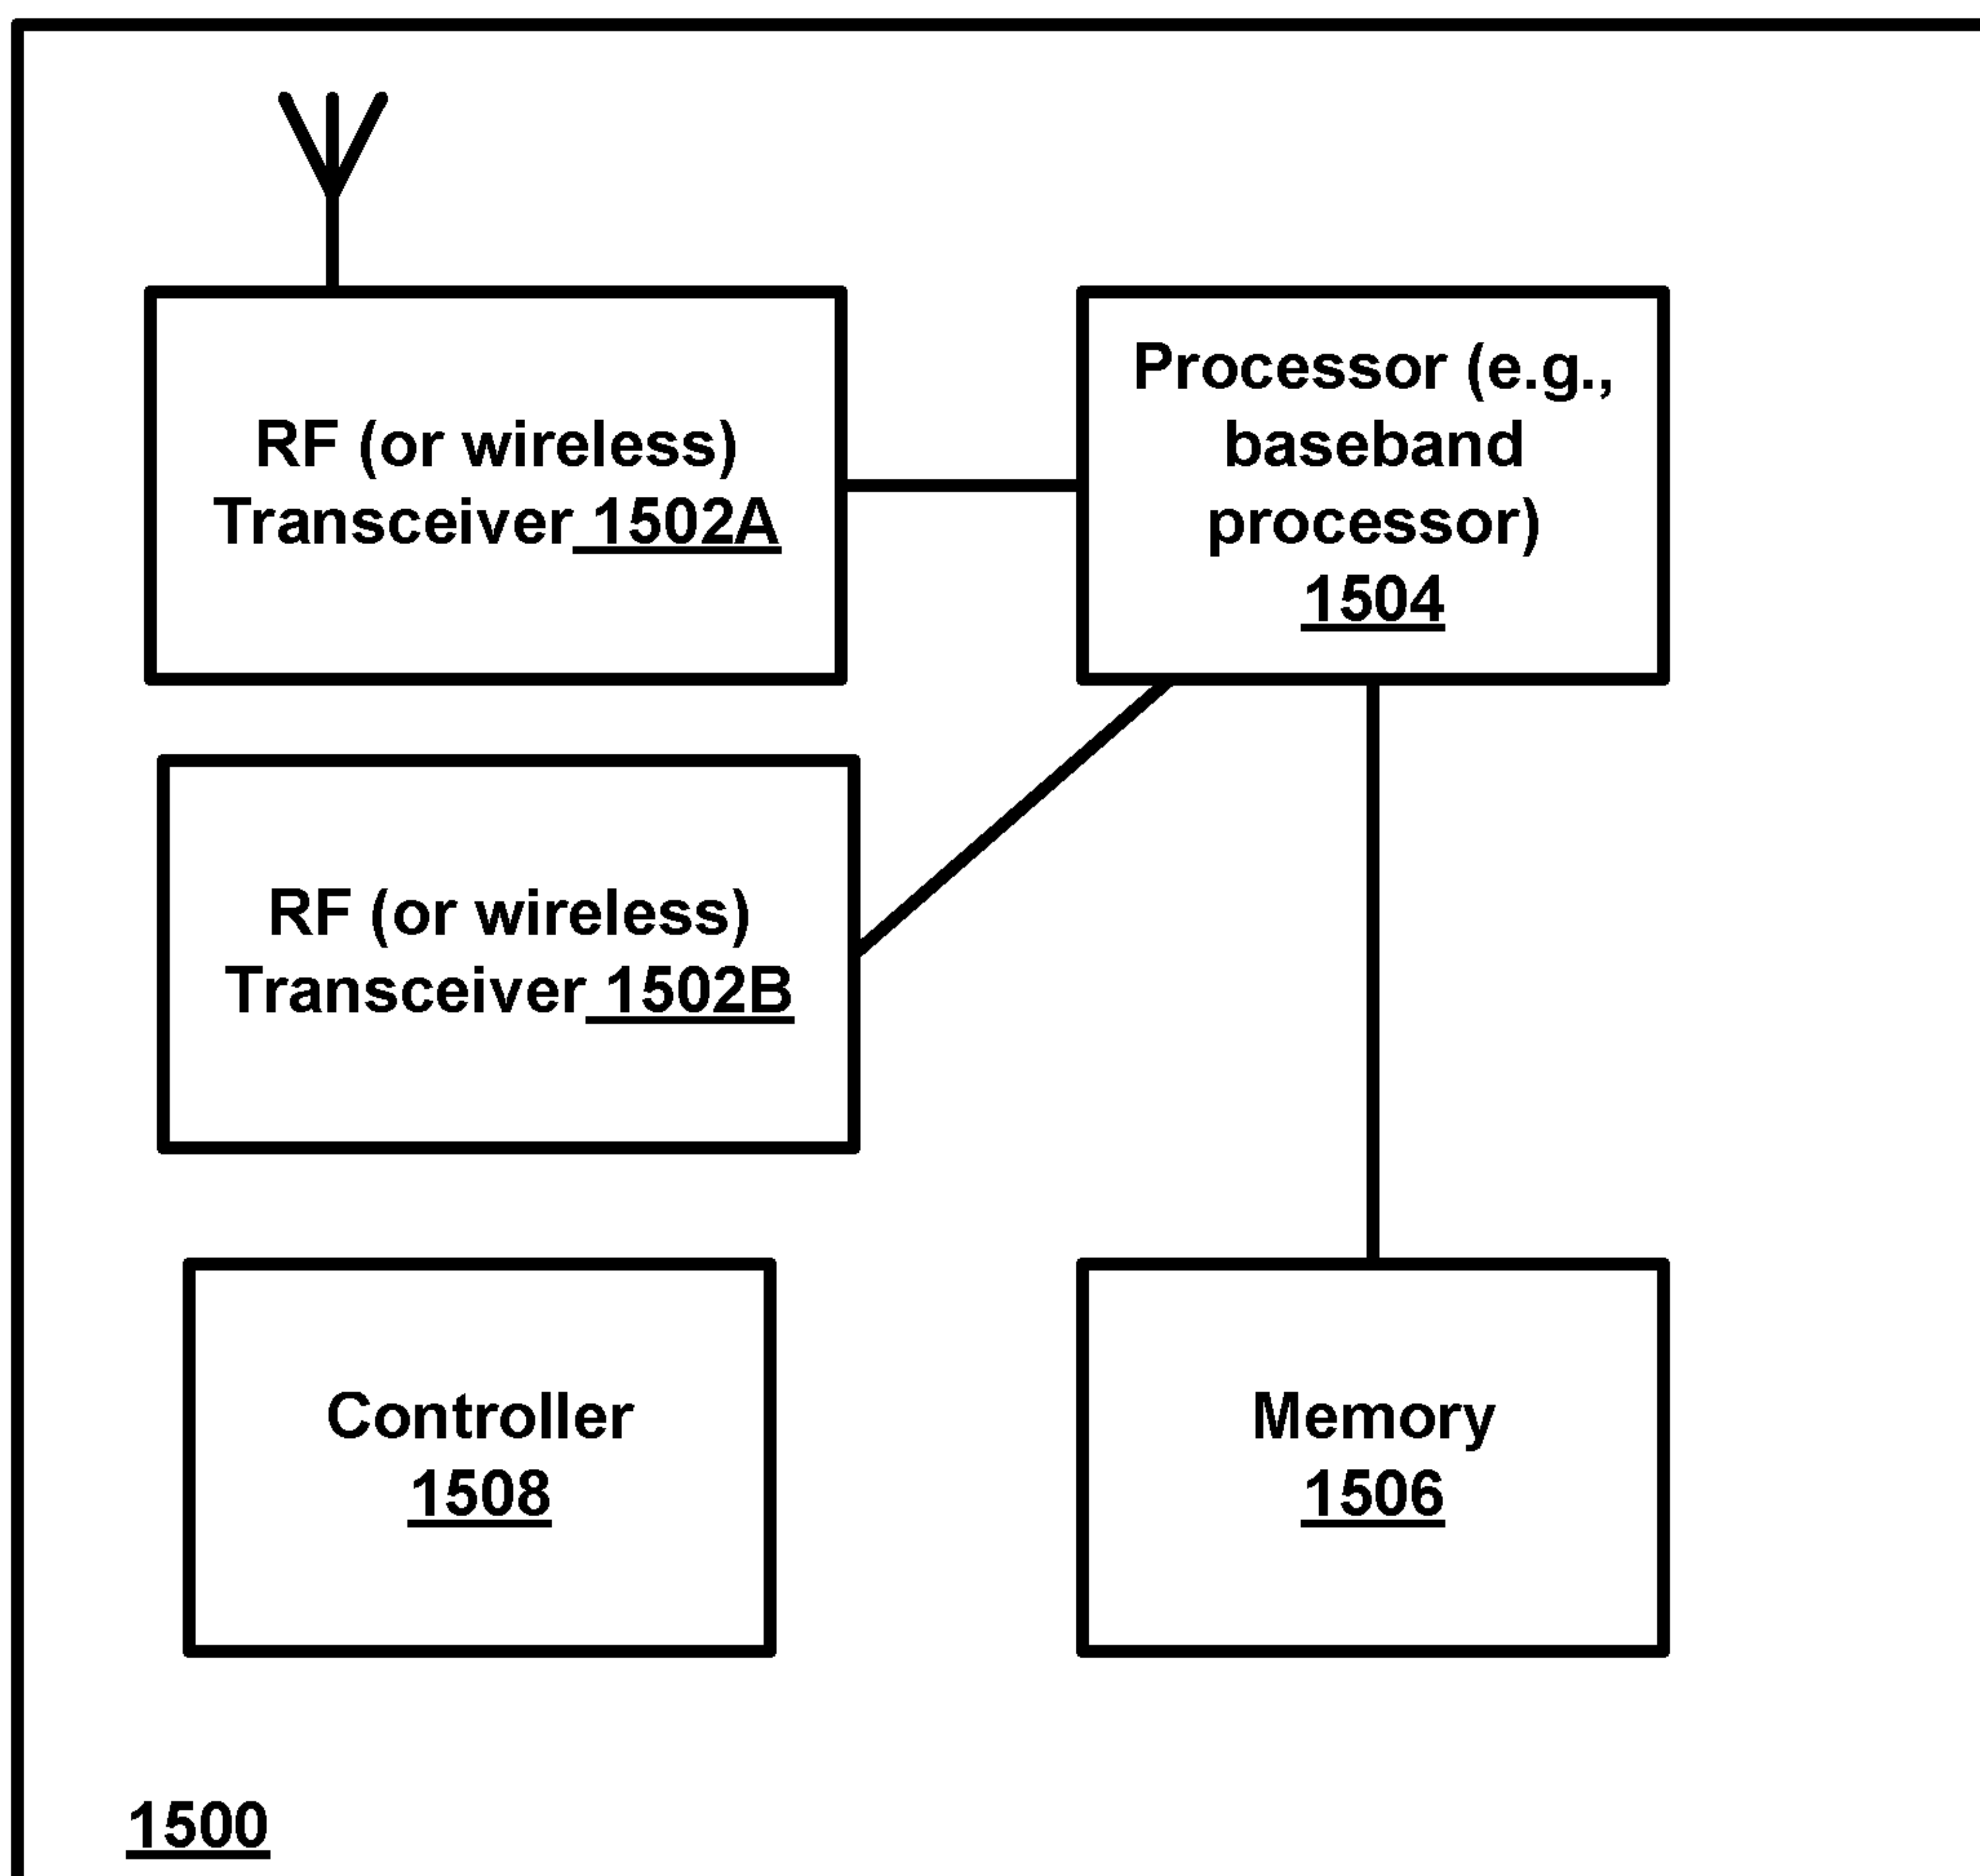 RF (or wireless)
Transceiver 1502A
Processor (e.g.,
baseband
processor)
1504
RF (or wireless)
Transceiver 1502B
Controller
1508
Memory
1506
1500